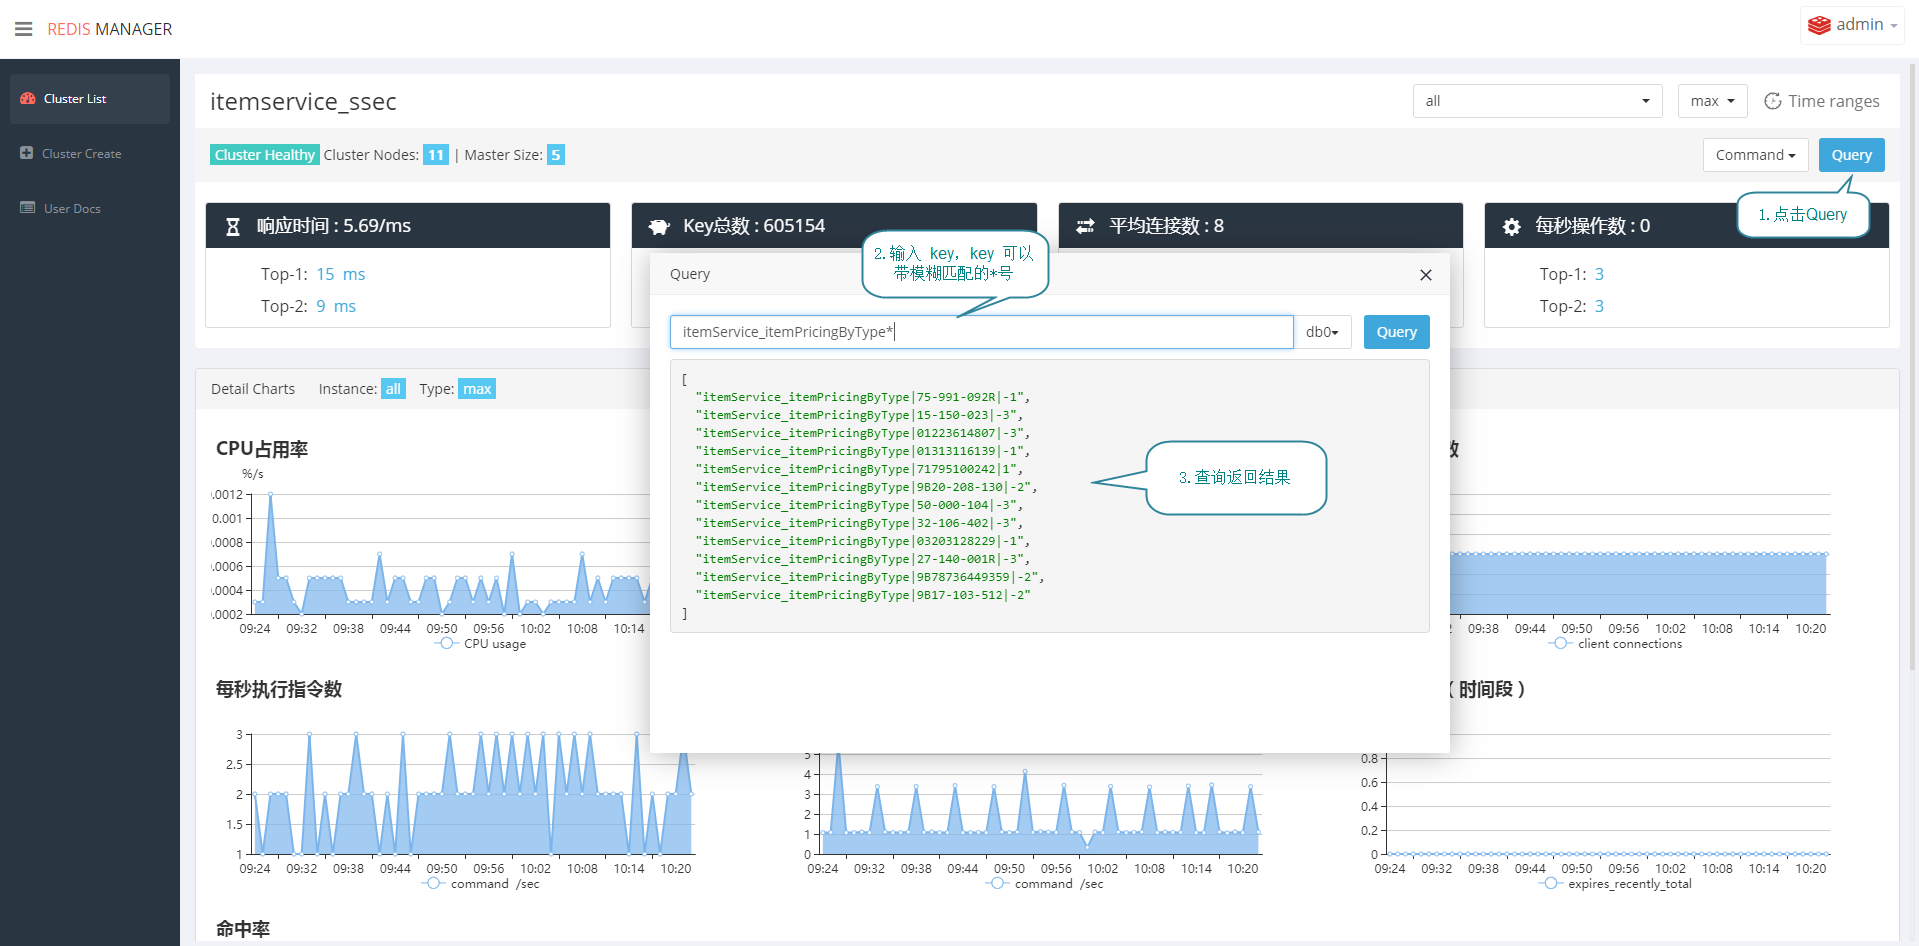 REDIS MANAGER
admin
Cluster List
Cluster Create
User Docs
itemservice_ssec
all
max
Time ranges
Cluster Healthy Cluster Nodes: 11 | Master Size: 5
Command
Query
1.点击Query
响应时间 : 5.69/ms
Top-1: 15 ms
Top-2: 9 ms
Key总数 : 605154
平均连接数 : 8
每秒操作数 : 0
Top-1: 3
Top-2: 3
2.输入 key，key 可以
带模糊匹配的*号
Query
itemService_itemPricingByType*
db0
Query
[
"itemService_itemPricingByType|75-991-092R|-1",
"itemService_itemPricingByType|15-150-023|-3",
"itemService_itemPricingByType|01223614807|-3",
"itemService_itemPricingByType|01313116139|-1",
"itemService_itemPricingByType|71795100242|1",
"itemService_itemPricingByType|9B20-208-130|-2",
"itemService_itemPricingByType|50-000-104|-3",
"itemService_itemPricingByType|32-106-402|-3",
"itemService_itemPricingByType|03203128229|-1",
"itemService_itemPricingByType|27-140-001R|-3",
"itemService_itemPricingByType|9B78736449359|-2",
"itemService_itemPricingByType|9B17-103-512|-2"
]
3.查询返回结果
Detail Charts Instance: all Type: max
CPU占用率
%/s
.0012
0.001
.0008
.0006
.0004
.0002
09:24 09:32 09:38 09:44 09:50 09:56 10:02 10:08 10:14
CPU usage
数
09:38 09:44 09:50 09:56 10:02 10:08 10:14 10:20
client connections
每秒执行指令数
3
2.5
2
1.5
1
09:24 09:32 09:38 09:44 09:50 09:56 10:02 10:08 10:14 10:20
command /sec
5
4
3
2
1
0
09:24 09:32 09:38 09:44 09:50 09:56 10:02 10:08 10:14 10:20
command /sec
（时间段）
0.8
0.6
0.4
0.2
0
09:24 09:32 09:38 09:44 09:50 09:56 10:02 10:08 10:14 10:20
expires_recently_total
命中率